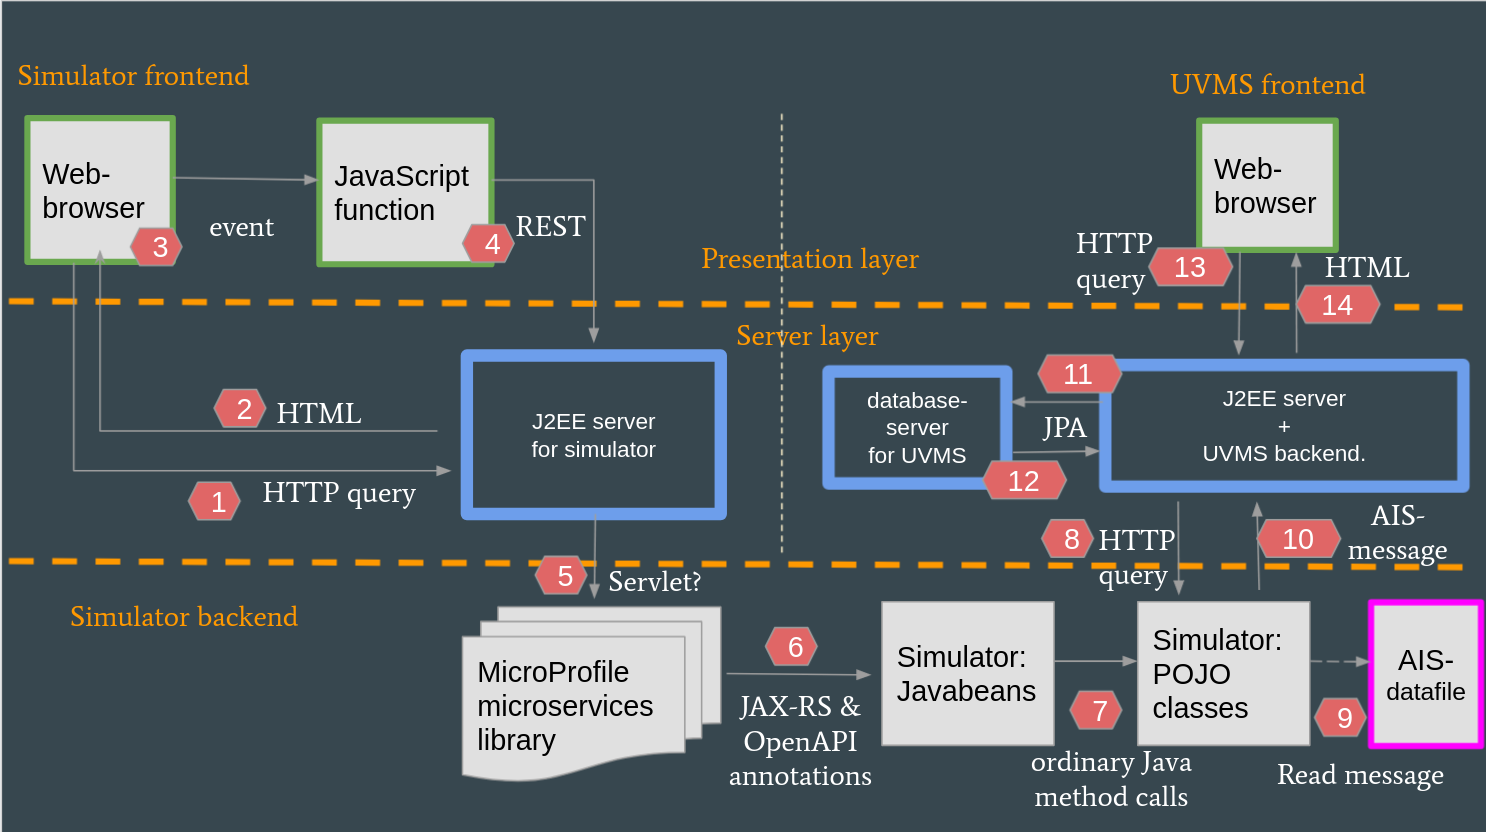 Simulator frontend
UVMS frontend
Web-
browser
3
event
JavaScript
function
4
REST
Web-
browser
HTTP
query
13
HTML
14
Presentation layer
Server layer
2
HTML
1
HTTP query
J2EE server
for simulator
database-
server
for UVMS
11
JPA
12
J2EE server
+
UVMS backend.
8
HTTP
query
10
AIS-
message
5
Servlet?
Simulator backend
MicroProfile
microservices
library
6
JAX-RS &
OpenAPI
annotations
Simulator:
Javabeans
7
ordinary Java
method calls
Simulator:
POJO
classes
9
Read message
AIS-
datafile